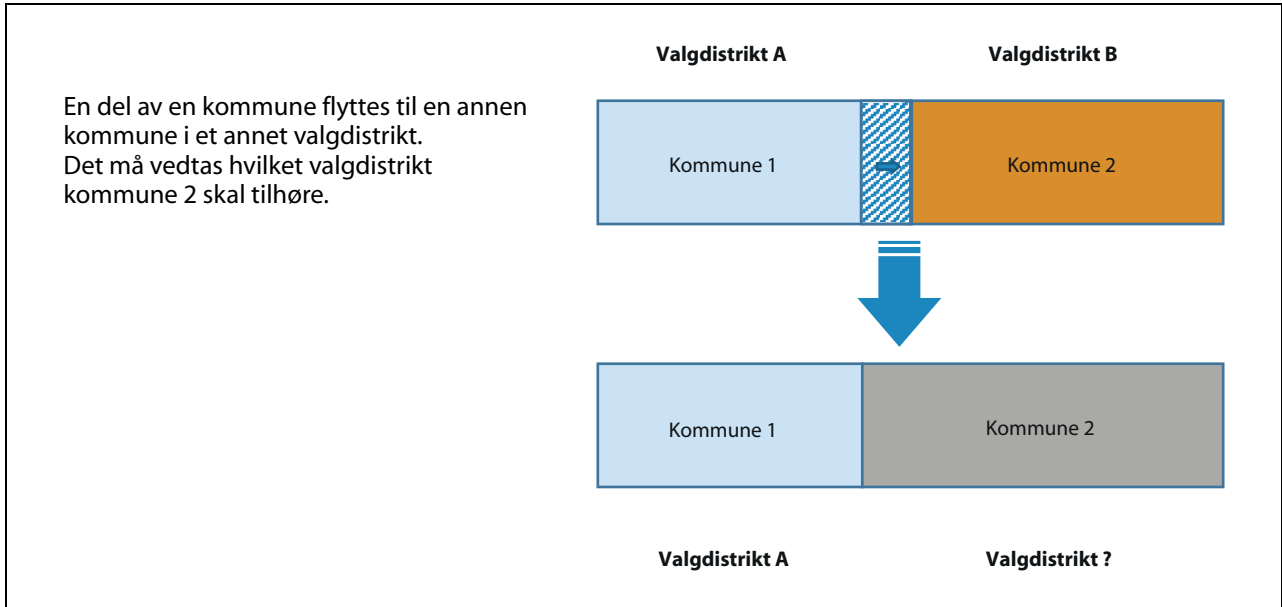 Valgdistrikt A
Valgdistrikt B
En del av en kommune flyttes til en annen
kommune i et annet valgdistrikt.
Det må vedtas hvilket valgdistrikt
kommune 2 skal tilhøre.
Kommune 1
Kommune 2
Kommune 1
Kommune 2
Valgdistrikt A
Valgdistrikt ?